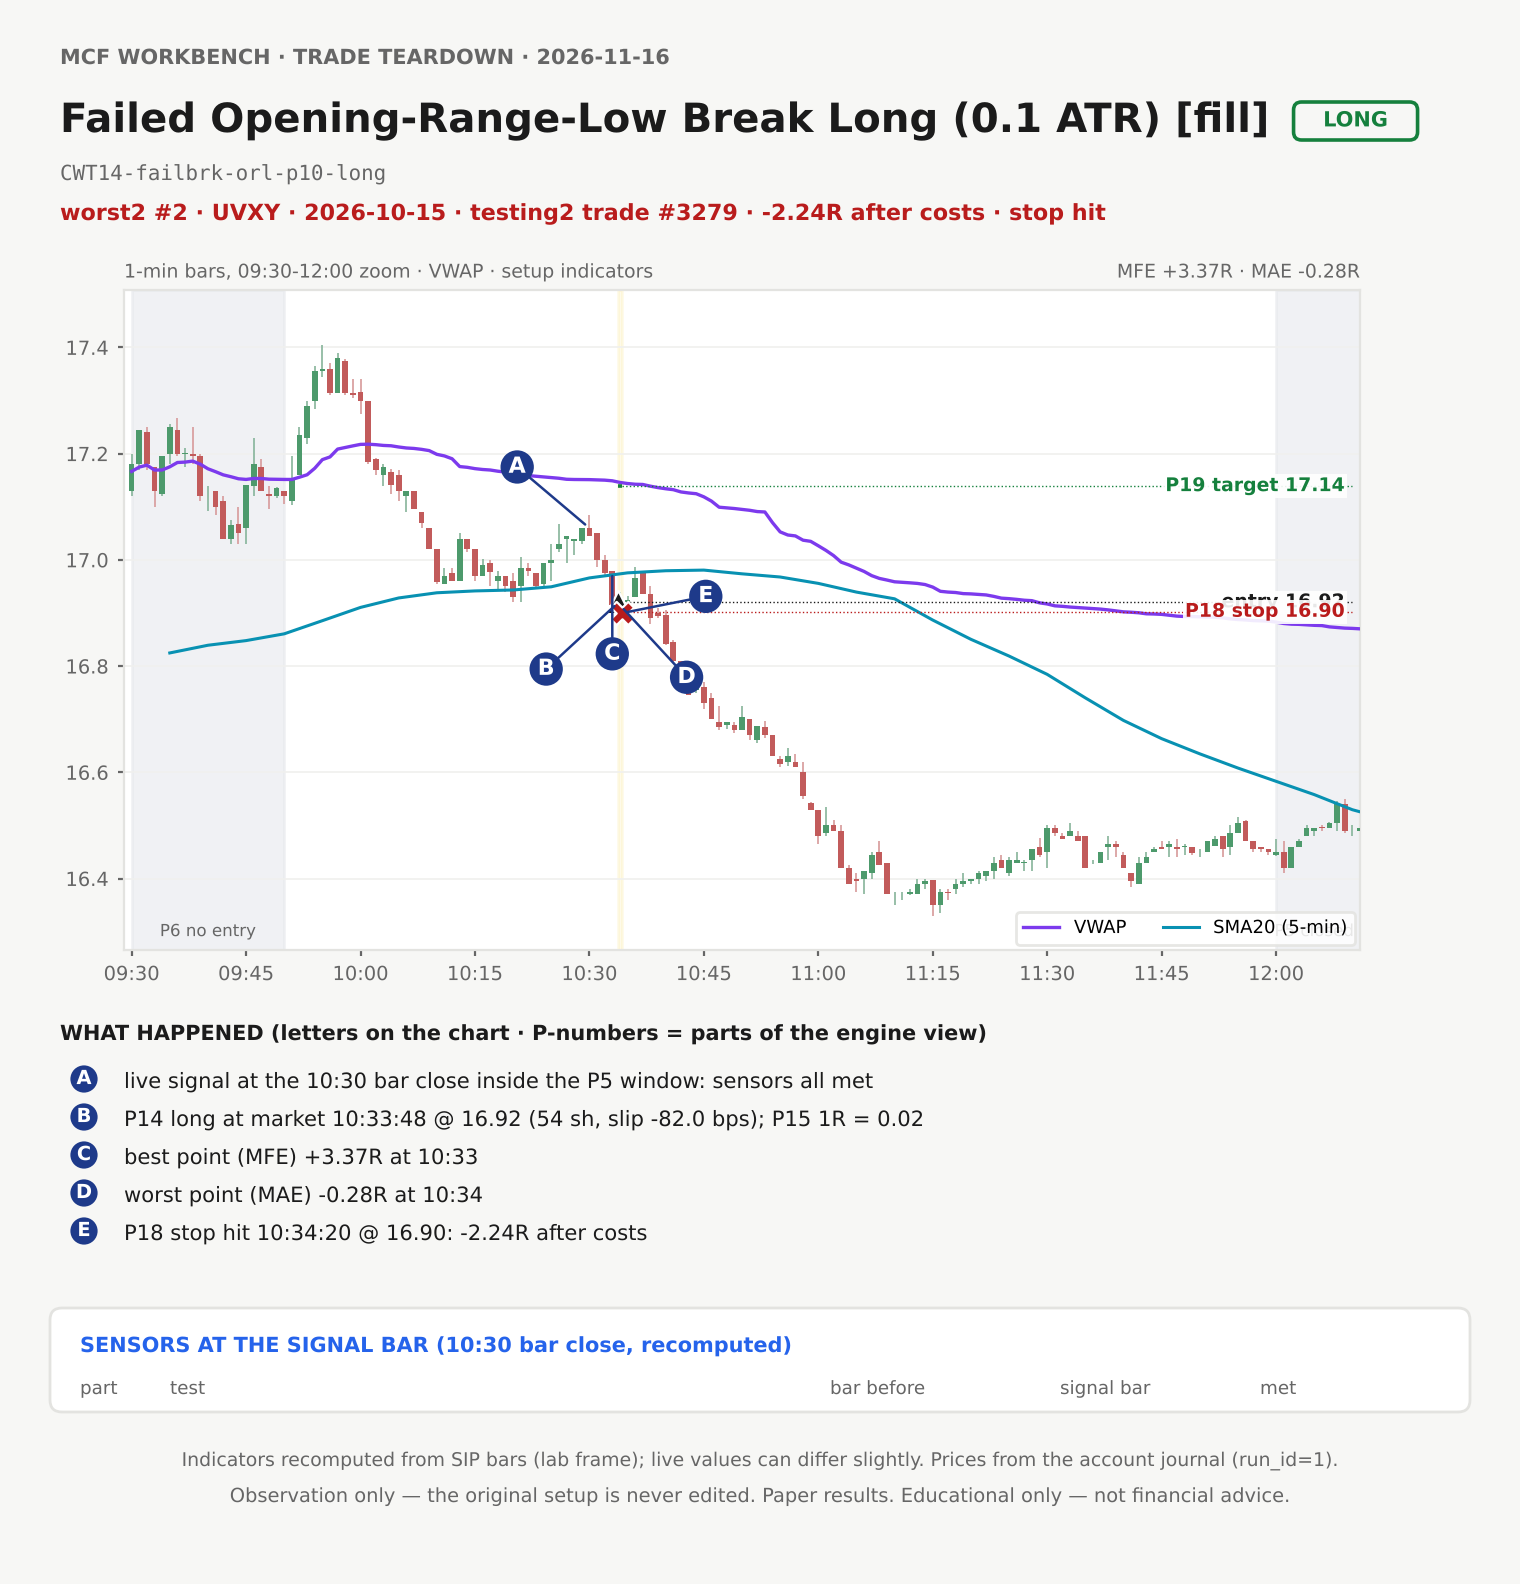 MCF WORKBENCH · TRADE TEARDOWN · 2026-11-16
Failed Opening-Range-Low Break Long (0.1 ATR) [fill]
LONG
CWT14-failbrk-orl-p10-long
worst2 #2 · UVXY · 2026-10-15 · testing2 trade #3279 · -2.24R after costs · stop hit
1-min bars, 09:30-12:00 zoom · VWAP · setup indicators
MFE +3.37R · MAE -0.28R
17.4
17.2
17.0
16.8
16.6
16.4
A
B
C
D
E
P19 target 17.14
entry 16.92
P18 stop 16.90
P6 no entry
VWAP
SMA20 (5-min)
09:30
09:45
10:00
10:15
10:30
10:45
11:00
11:15
11:30
11:45
12:00
WHAT HAPPENED (letters on the chart · P-numbers = parts of the engine view)
A live signal at the 10:30 bar close inside the P5 window: sensors all met
B P14 long at market 10:33:48 @ 16.92 (54 sh, slip -82.0 bps); P15 1R = 0.02
C best point (MFE) +3.37R at 10:33
D worst point (MAE) -0.28R at 10:34
E P18 stop hit 10:34:20 @ 16.90: -2.24R after costs
SENSORS AT THE SIGNAL BAR (10:30 bar close, recomputed)
part test bar before signal bar met
Indicators recomputed from SIP bars (lab frame); live values can differ slightly. Prices from the account journal (run_id=1).
Observation only — the original setup is never edited. Paper results. Educational only — not financial advice.